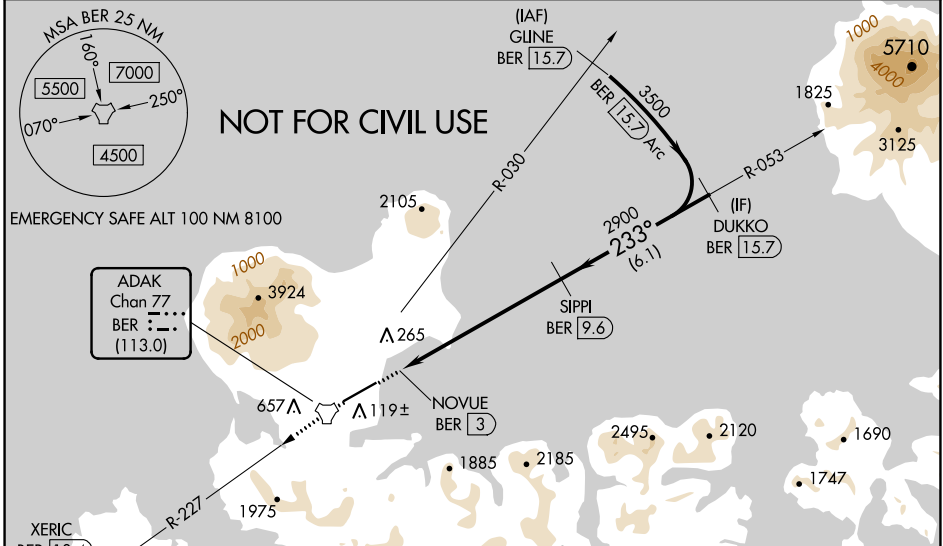 MSA BER 25 NM
160°
5500
7000
250°
070°
4500
EMERGENCY SAFE ALT 100 NM 8100
NOT FOR CIVIL USE
(IAF)
GLINE
BER 15.7
3500
BER 15.7 Arc
R-030
R-053
1000
5710
4000
1825
3125
2105
(IF)
DUKKO
BER 15.7
2900
233°
(6.1)
SIPPI
BER 9.6
1000
3924
2000
ADAK
Chan 77
BER
(113.0)
265
657
119±
NOVUE
BER 3
2495
2120
1690
1885
2185
1747
1975
R-227
XERIC